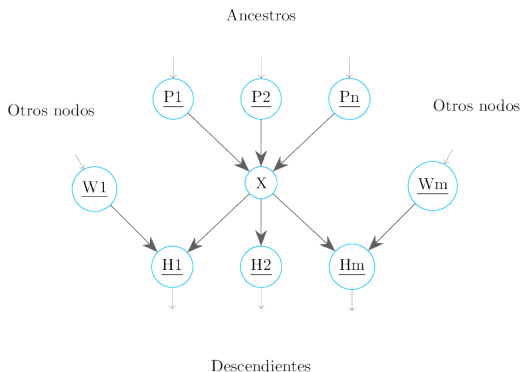 Ancestros
P1 P2 Pn
Otros nodos Otros nodos
W1 X Wm
H1 H2 Hm
Descendientes